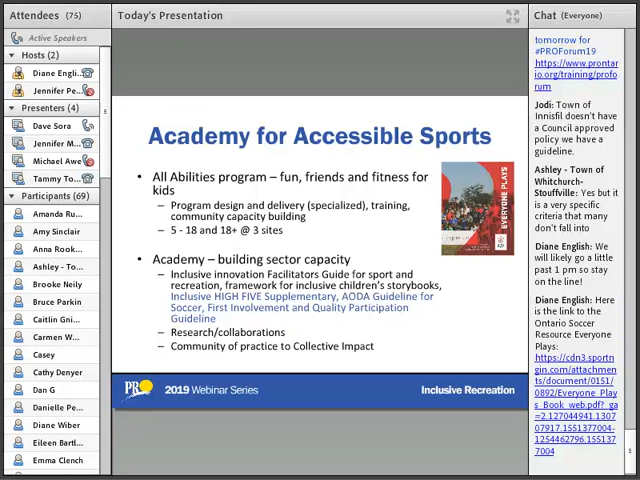 Attendees (75)
Active Speakers
Hosts (2)
Diane Engli...
Jennifer Pe...
Presenters (4)
Dave Sora
Jennifer M...
Michael Awe
Tammy To...
Participants (69)
Amanda Ru...
Amy Sinclair
Anna Rook...
Ashley - To...
Brooke Neily
Bruce Parkin
Caitlin Gni...
Carmen W...
Casey
Cathy Denyer
Dan G
Danielle Pe...
Diane Wiber
Eileen Bartl...
Emma Clench
Today's Presentation
Academy for Accessible Sports
• All Abilities program – fun, friends and fitness for
kids
– Program design and delivery (specialized), training,
community capacity building
– 5 - 18 and 18+ @ 3 sites
• Academy – building sector capacity
– Inclusive innovation Facilitators Guide for sport and
recreation, framework for inclusive children's storybooks,
Inclusive HIGH FIVE Supplementary, AODA Guideline for
Soccer, First Involvement and Quality Participation
Guideline
– Research/collaborations
– Community of practice to Collective Impact
EVERYONE PLAYS
PRO
2019 Webinar Series
Inclusive Recreation
Chat (Everyone)
tomorrow for
#PROForum19
https://www.prontar
io.org/training/profo
rum
Jodi: Town of
Innisfil doesn't have
a Council approved
policy we have a
guideline.
Ashley - Town of
Whitchurch-
Stouffville: Yes but it
is a very specific
criteria that many
don't fall into
Diane English: We
will likely go a little
past 1 pm so stay
on the line!
Diane English: Here
is the link to the
Ontario Soccer
Resource Everyone
Plays:
https://cdn3.sportn
gin.com/attachmen
ts/document/0151/
0892/Everyone_Play
s_Book_web.pdf?_ga
=2.127044941.1307
07917.1551377004-
1254462796.155137
7004